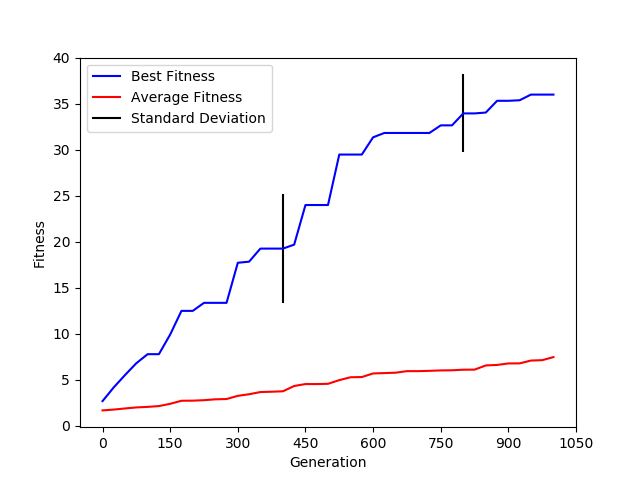 40
35
30
25
20
15
10
5
0
Fitness
Best Fitness
Average Fitness
Standard Deviation
0 150 300 450 600 750 900 1050
Generation